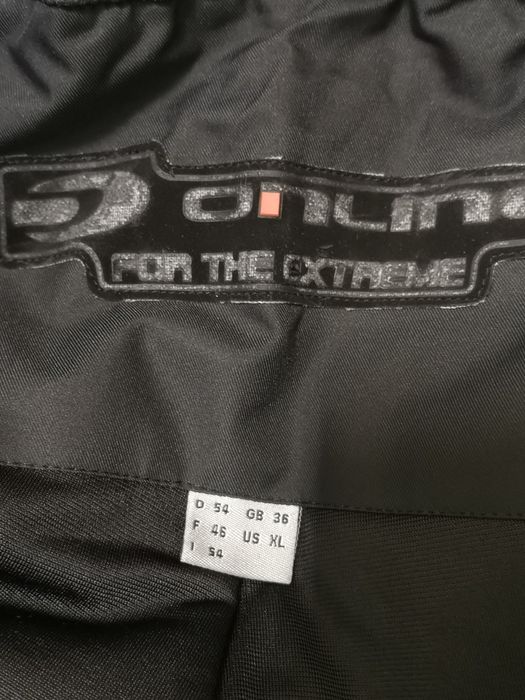 ONLINE
FOR THE EXTREME
D 54 GB 36
F 46 US XL
I 54